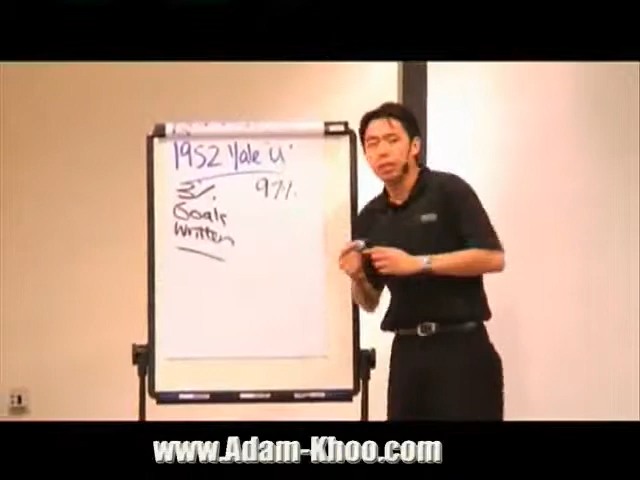 1952 Yale 'U'
3% 97%
Goals
Written
www.Adam-Khoo.com